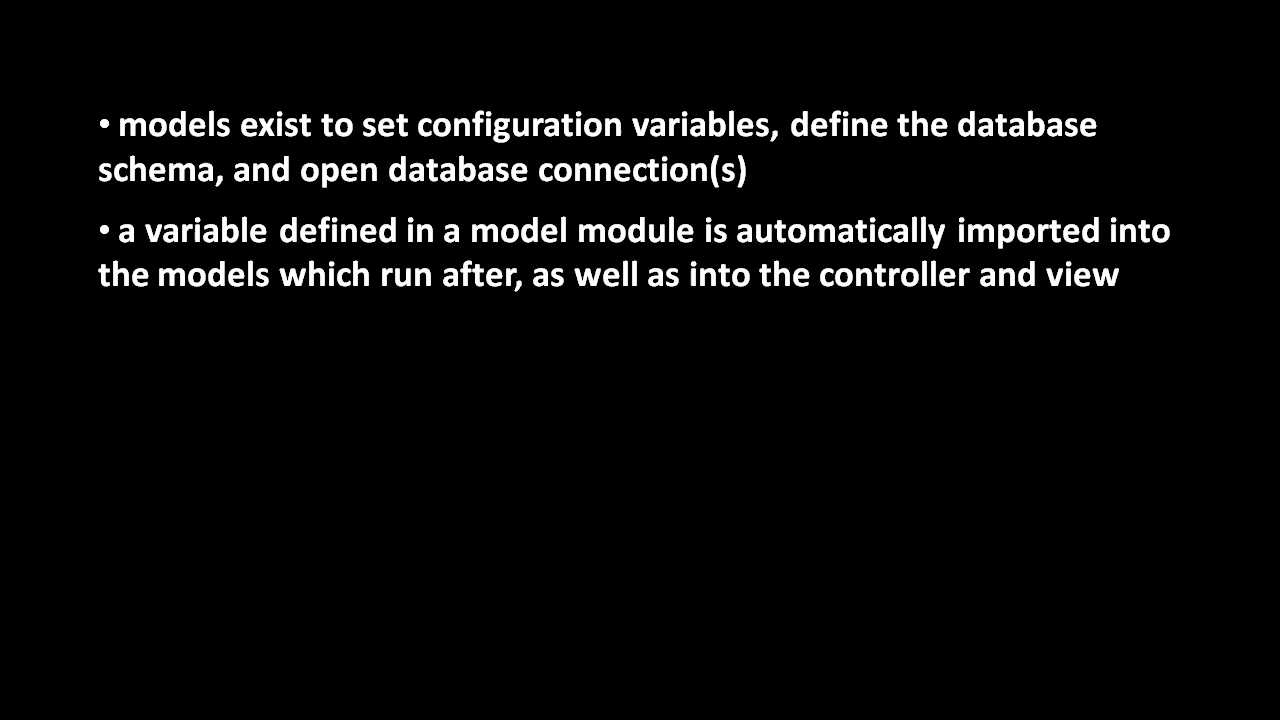 • models exist to set configuration variables, define the database
schema, and open database connection(s)
• a variable defined in a model module is automatically imported into
the models which run after, as well as into the controller and view